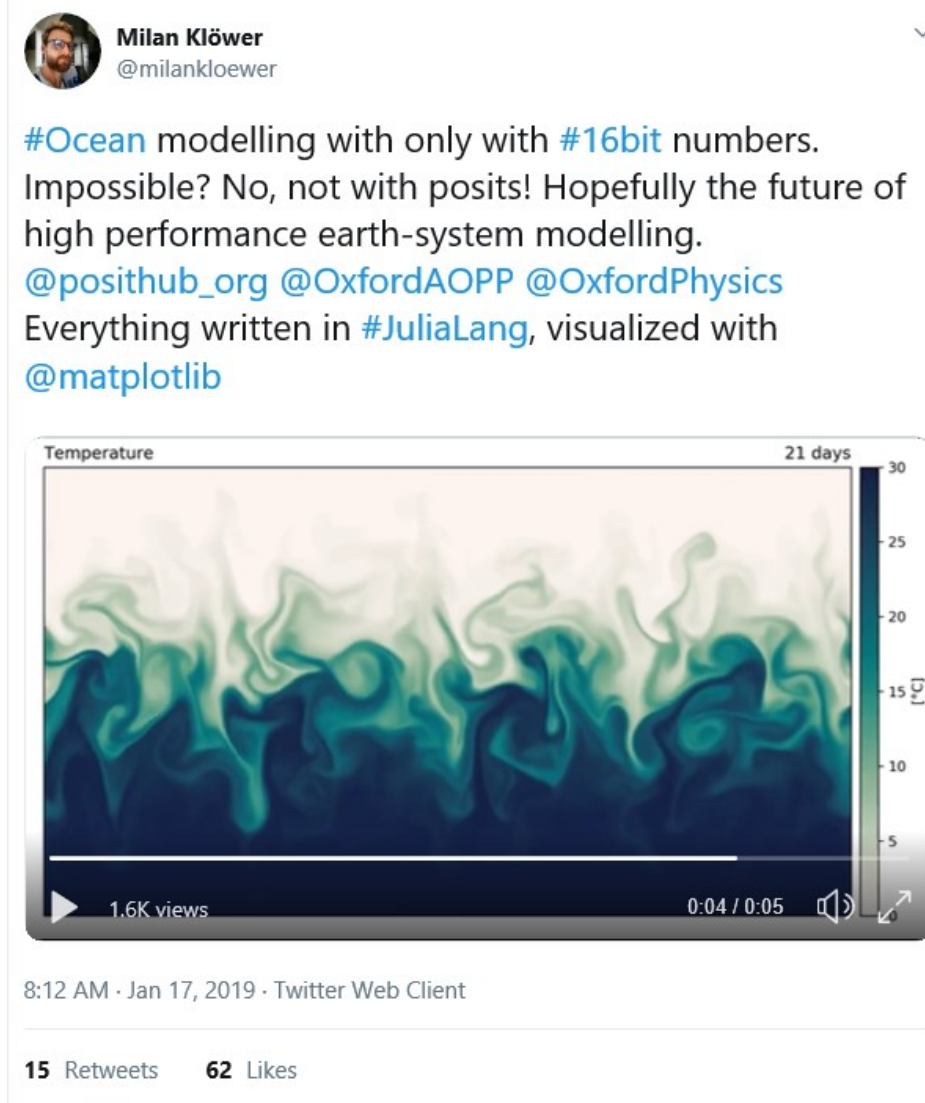 Milan Klöwer
@milankloewer
#Ocean modelling with only with #16bit numbers.
Impossible? No, not with posits! Hopefully the future of
high performance earth-system modelling.
@posithub_org @OxfordAOPP @OxfordPhysics
Everything written in #JuliaLang, visualized with
@matplotlib
Temperature 21 days
30
25
20
15
[°C]
10
5
0
1.6K views 0:04 / 0:05
8:12 AM · Jan 17, 2019 · Twitter Web Client
15 Retweets 62 Likes